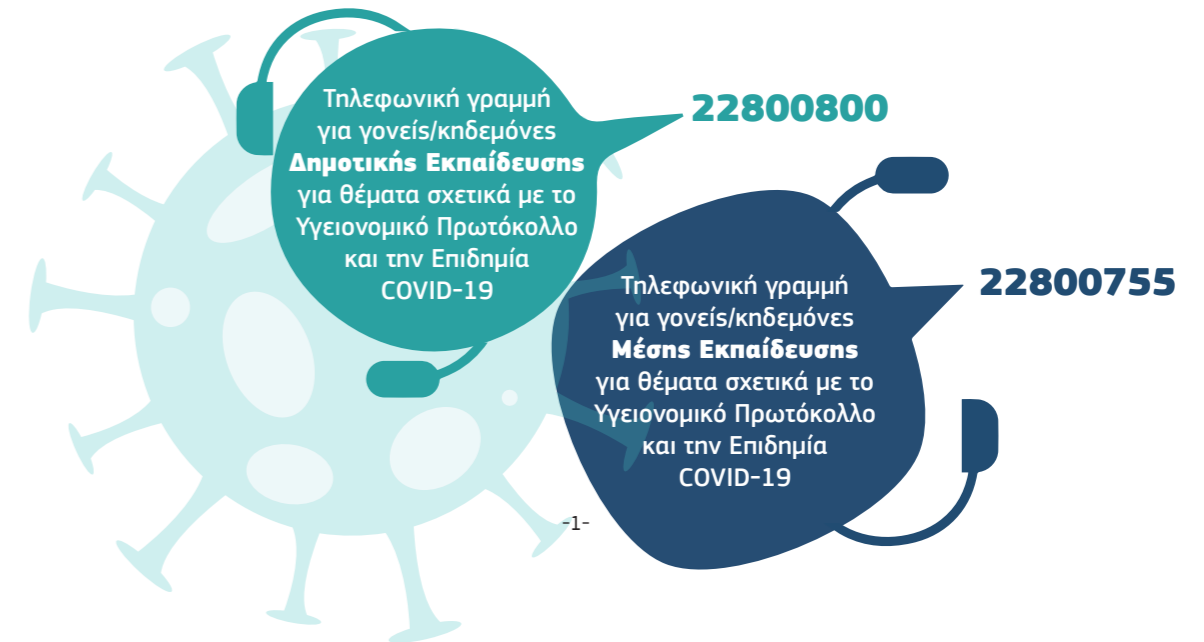 Τηλεφωνική γραμμή
για γονείς/κηδεμόνες
Δημοτικής Εκπαίδευσης
για θέματα σχετικά με το
Υγειονομικό Πρωτόκολλο
και την Επιδημία
COVID-19
22800800
Τηλεφωνική γραμμή
για γονείς/κηδεμόνες
Μέσης Εκπαίδευσης
για θέματα σχετικά με το
Υγειονομικό Πρωτόκολλο
και την Επιδημία
COVID-19
22800755
-1-